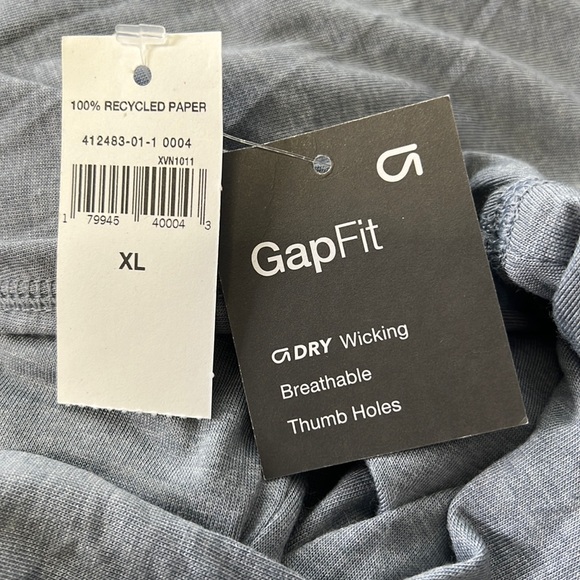 100% RECYCLED PAPER
412483-01-1 0004
XVN1011
1 79945 40004 3
XL
GapFit
DRY Wicking
Breathable
Thumb Holes